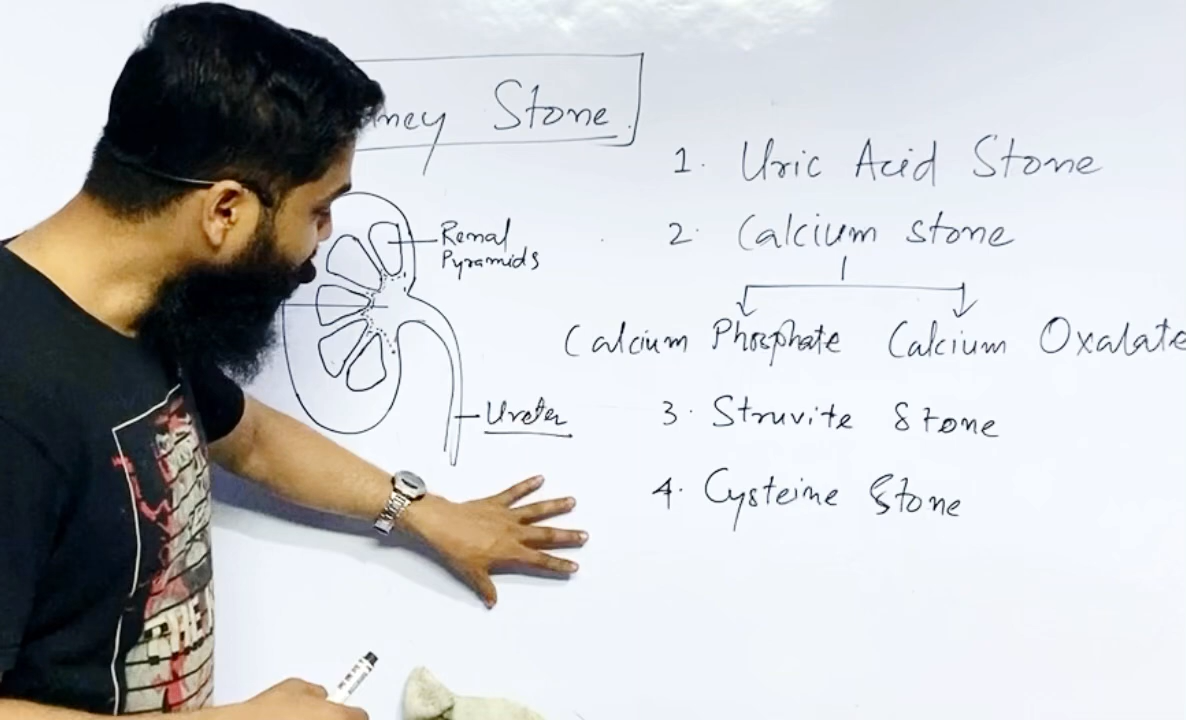 Stone
Renal
Pyramids
Ureter
1. Uric Acid Stone
2. Calcium stone
Calcium Phosphate Calcium Oxalate
3. Struvite Stone
4. Cysteine Stone